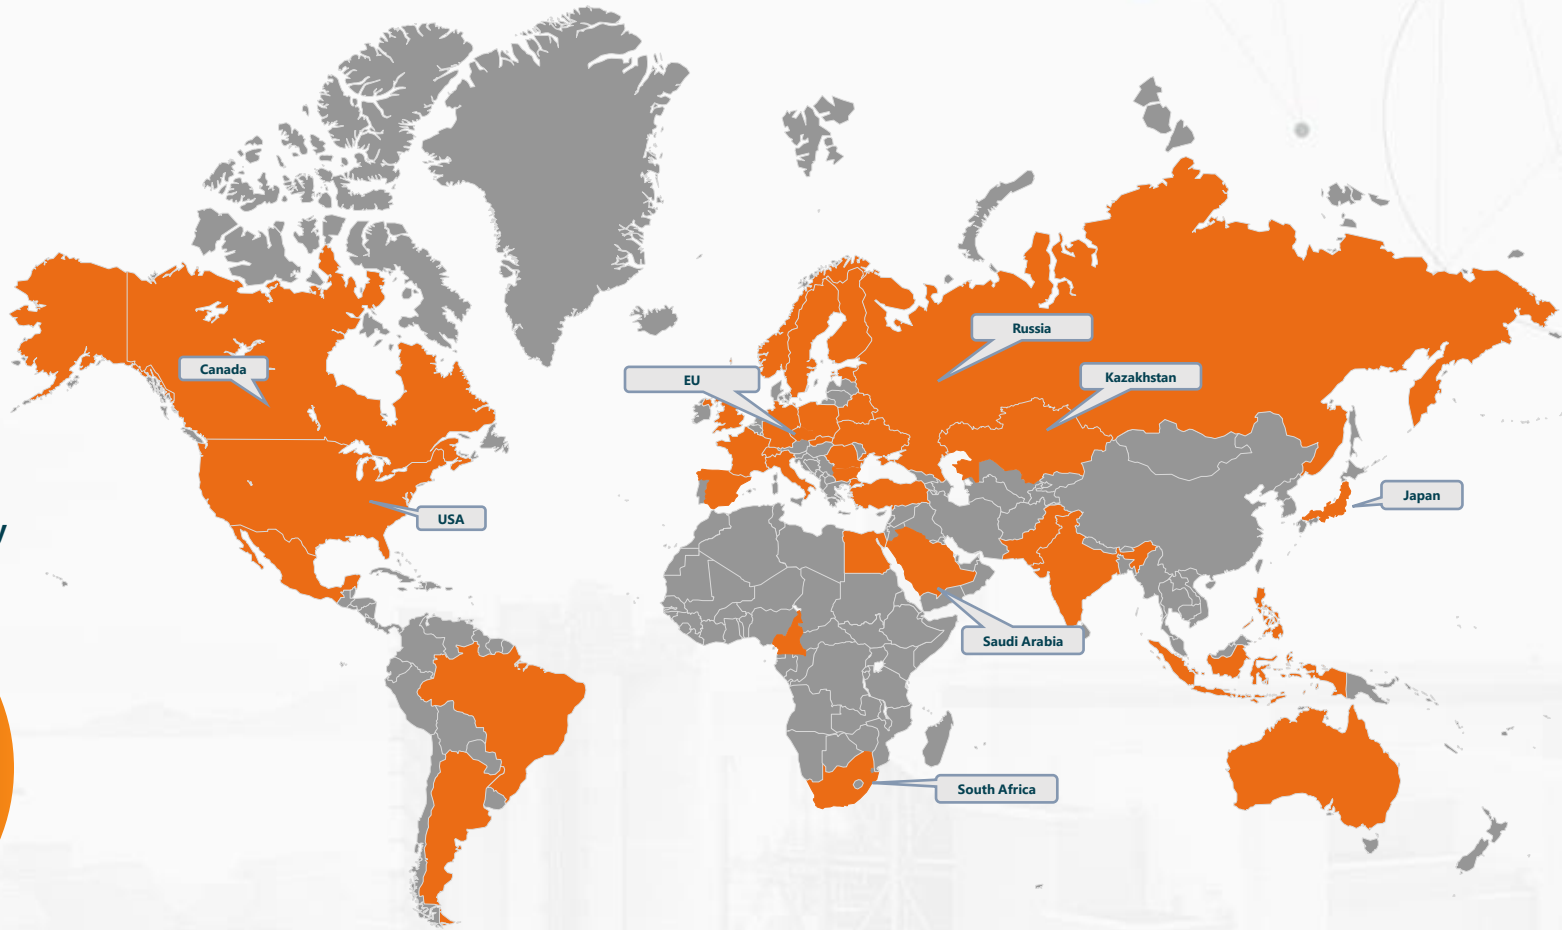 Russia
Canada
EU
Kazakhstan
Japan
USA
Saudi Arabia
South Africa